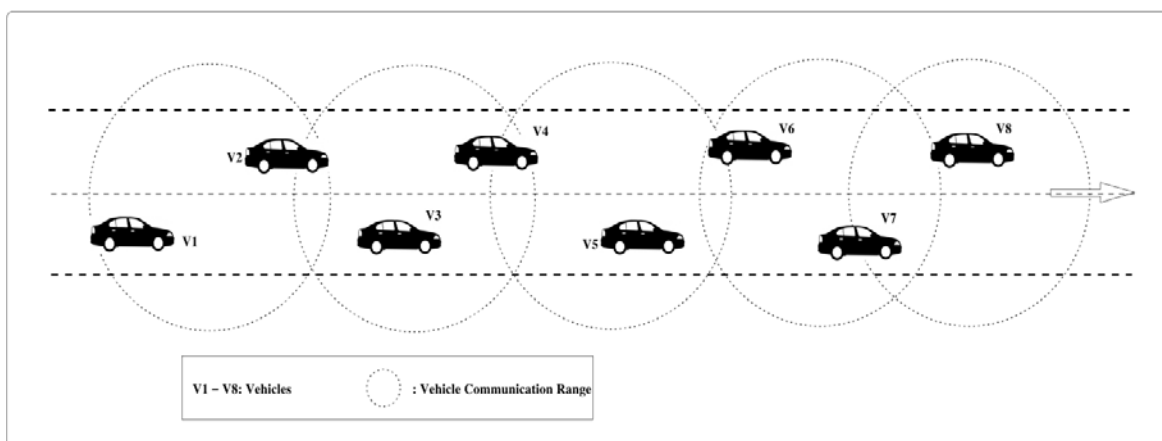 V2
V4
V6
V8
V1
V3
V5
V7
V1 – V8: Vehicles
: Vehicle Communication Range